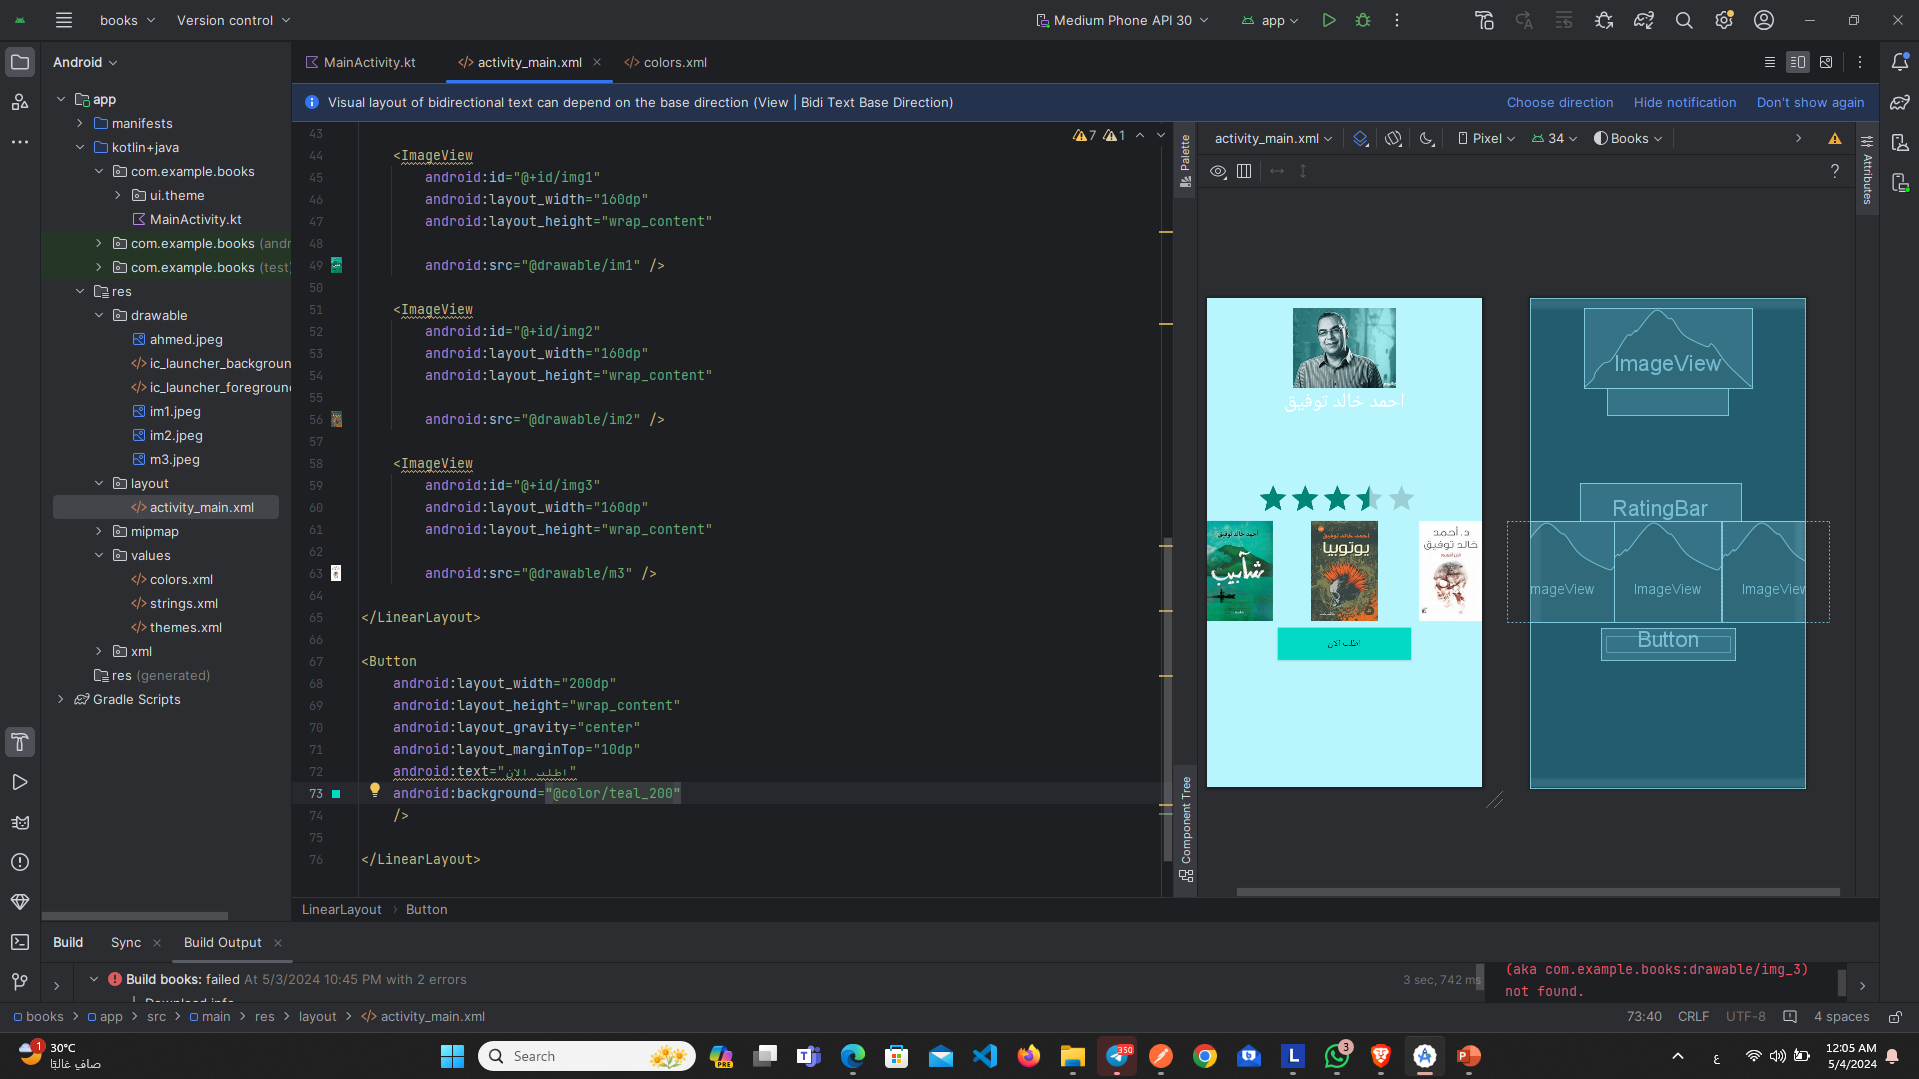 books
Version control
Medium Phone API 30
app
Android
MainActivity.kt
activity_main.xml
colors.xml
Visual layout of bidirectional text can depend on the base direction (View | Bidi Text Base Direction)
Choose direction
Hide notification
Don't show again
app
manifests
kotlin+java
com.example.books
ui.theme
MainActivity.kt
com.example.books (andr
com.example.books (test)
res
drawable
ahmed.jpeg
ic_launcher_backgroun
ic_launcher_foregroun
im1.jpeg
im2.jpeg
m3.jpeg
layout
activity_main.xml
mipmap
values
colors.xml
strings.xml
themes.xml
xml
res (generated)
Gradle Scripts
7 1
43
44 <ImageView
45 android:id="@+id/img1"
46 android:layout_width="160dp"
47 android:layout_height="wrap_content"
48
49 android:src="@drawable/im1" />
50
51 <ImageView
52 android:id="@+id/img2"
53 android:layout_width="160dp"
54 android:layout_height="wrap_content"
55
56 android:src="@drawable/im2" />
57
58 <ImageView
59 android:id="@+id/img3"
60 android:layout_width="160dp"
61 android:layout_height="wrap_content"
62
63 android:src="@drawable/m3" />
64
65 </LinearLayout>
66
67 <Button
68 android:layout_width="200dp"
69 android:layout_height="wrap_content"
70 android:layout_gravity="center"
71 android:layout_marginTop="10dp"
72 android:text="اطلب الان"
73 android:background="@color/teal_200"
74 />
75
76 </LinearLayout>
LinearLayout
Button
Palette
Component Tree
Attributes
activity_main.xml
Pixel
34
Books
?
احمد خالد توفيق
أحمد خالد توفيق
شآبيب
أحمد خالد توفيق
يوتوبيا
د. أحمد
خالد توفيق
اطلب الان
ImageView
RatingBar
mageView
ImageView
ImageView
Button
Build
Sync
Build Output
Build books: failed At 5/3/2024 10:45 PM with 2 errors
3 sec, 742 ms
Download info
(aka com.example.books:drawable/img_3)
not found.
books
app
src
main
res
layout
activity_main.xml
73:40
CRLF
UTF-8
4 spaces
1
30°C
صافٍ غالبًا
Search
PRE
350
L
3
P
ع
12:05 AM
5/4/2024